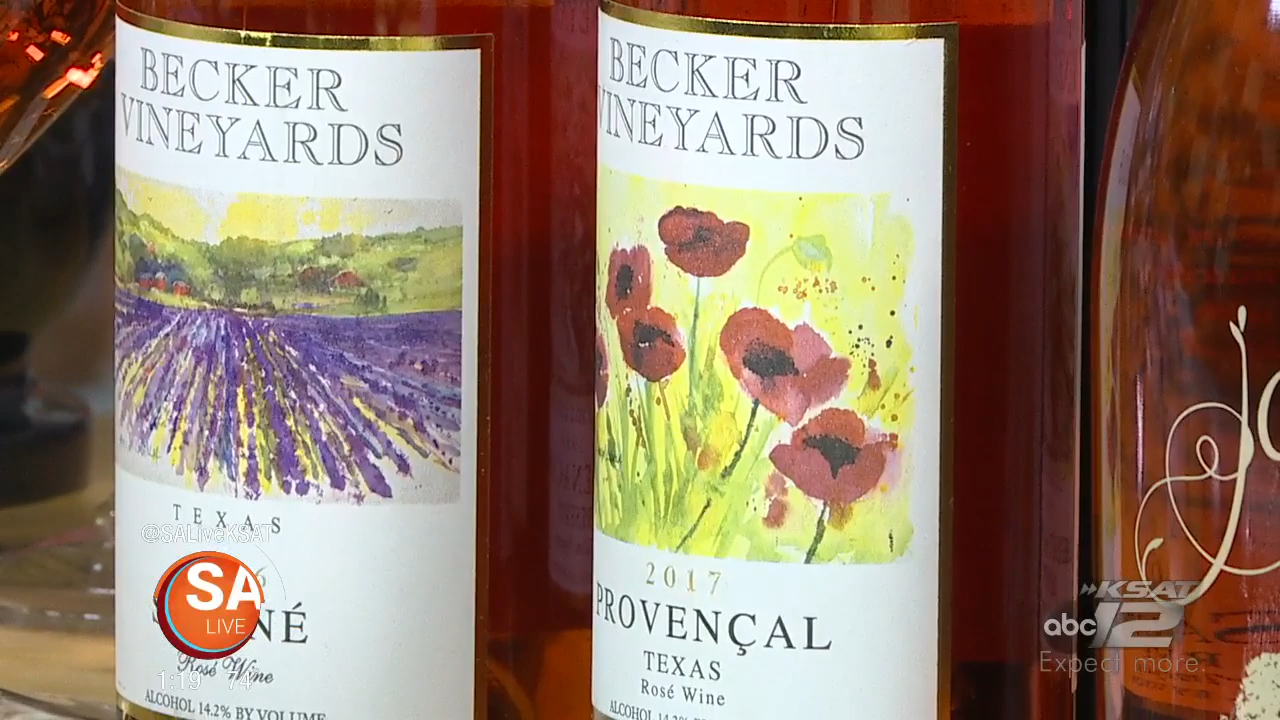 BECKER
VINEYARDS
TEXAS
@SALiveKSAT
SA
LIVE
Rosé Wine
1:19 74
ALCOHOL 14.2% BY VOLUME
BECKER
VINEYARDS
2017
PROVENÇAL
TEXAS
Rosé Wine
KSAT
abc 12
Expect more.